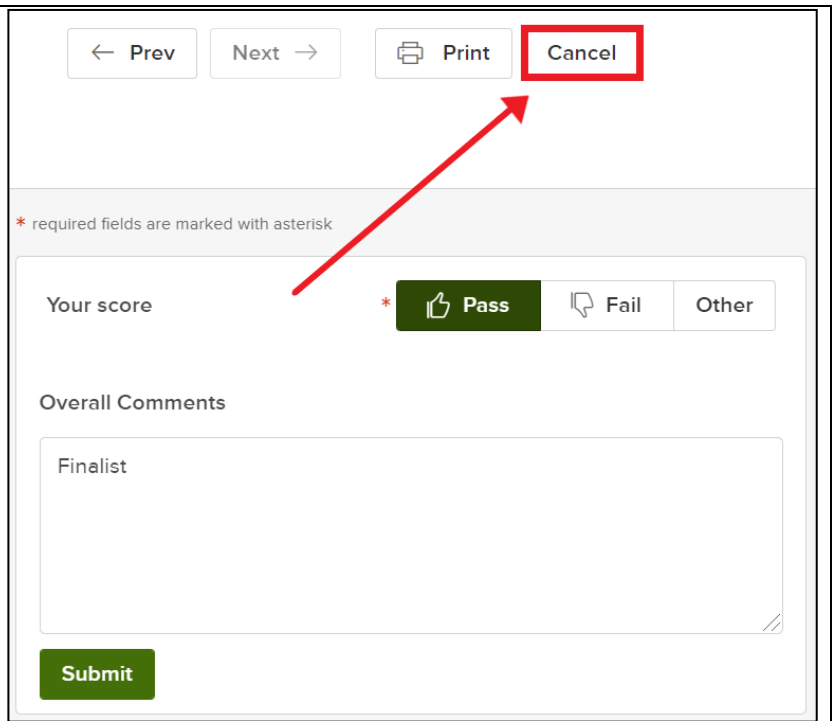 ← Prev Next → Print Cancel
* required fields are marked with asterisk
Your score * Pass Fail Other
Overall Comments
Finalist
Submit